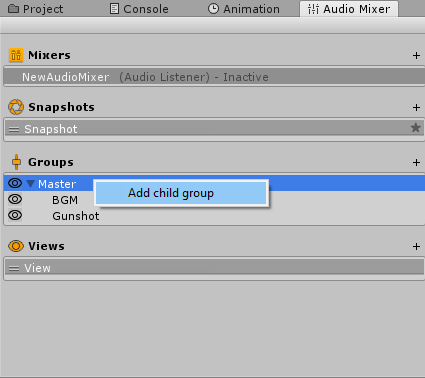 Project Console Animation Audio Mixer
Mixers +
NewAudioMixer (Audio Listener) - Inactive
Snapshots +
Snapshot
Groups +
Master
Add child group
BGM
Gunshot
Views +
View